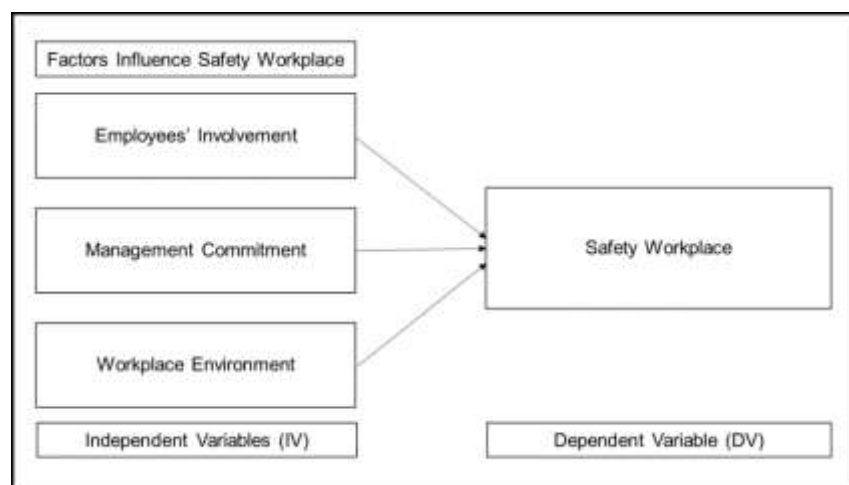 Factors Influence Safety Workplace
Employees' Involvement
Management Commitment
Safety Workplace
Workplace Environment
Independent Variables (IV)
Dependent Variable (DV)